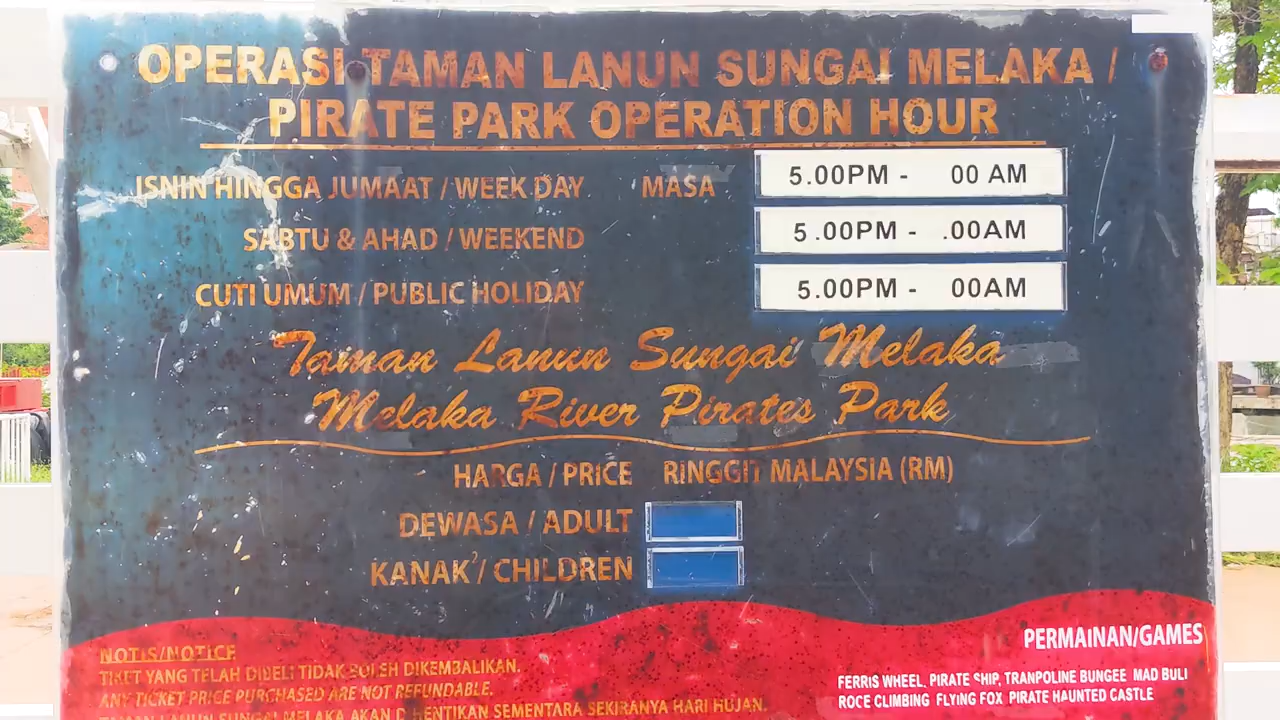 OPERASI TAMAN LANUN SUNGAI MELAKA /
PIRATE PARK OPERATION HOUR
ISNIN HINGGA JUMAAT / WEEK DAY MASA 5.00PM - 00 AM
SABTU & AHAD / WEEKEND 5.00PM - .00AM
CUTI UMUM / PUBLIC HOLIDAY 5.00PM - 00AM
Taman Lanun Sungai Melaka
Melaka River Pirates Park
HARGA / PRICE RINGGIT MALAYSIA (RM)
DEWASA / ADULT
KANAK² / CHILDREN
NOTIS/NOTICE
TIKET YANG TELAH DIBELI TIDAK BOLEH DIKEMBALIKAN.
ANY TICKET PRICE PURCHASED ARE NOT REFUNDABLE.
TAMAN LANUN SUNGAI MELAKA AKAN DIHENTIKAN SEMENTARA SEKIRANYA HARI HUJAN.
PERMAINAN/GAMES
FERRIS WHEEL, PIRATE SHIP, TRANPOLINE BUNGEE MAD BULI
ROCE CLIMBING FLYING FOX PIRATE HAUNTED CASTLE